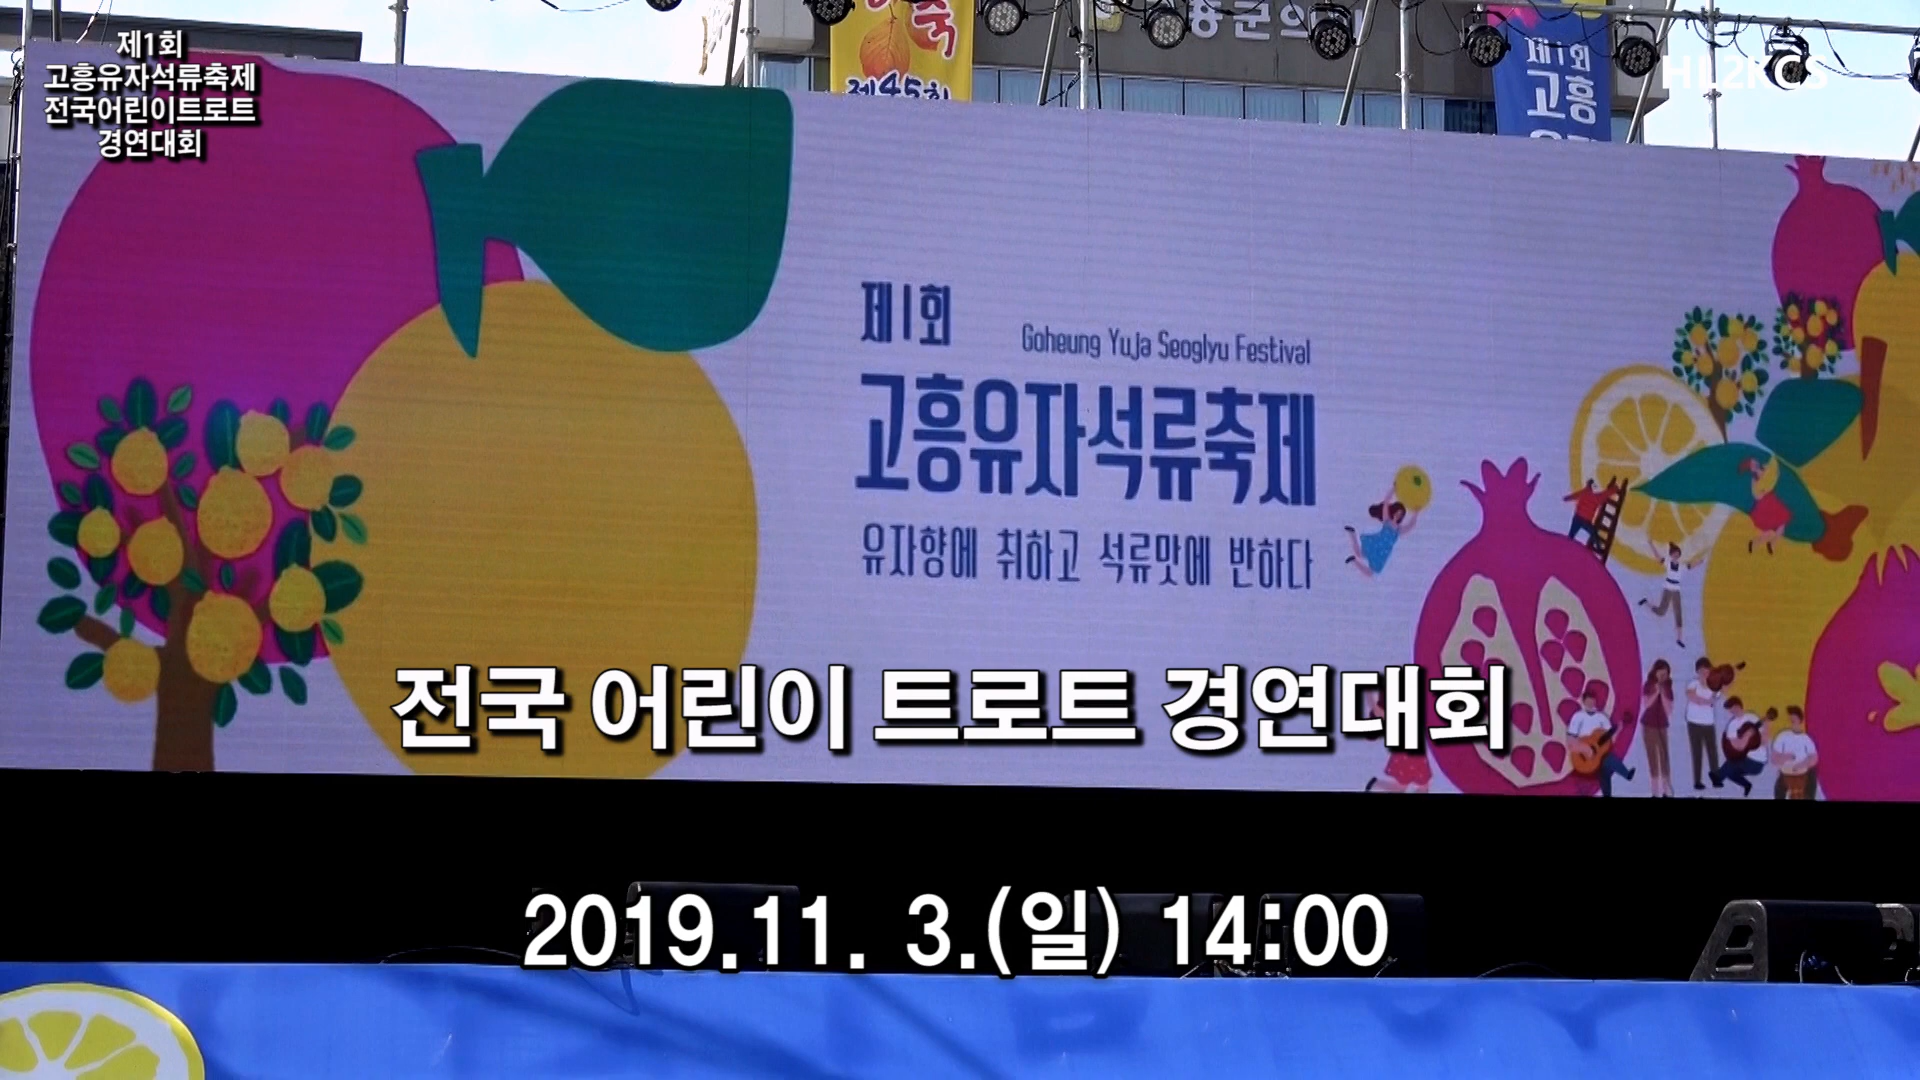 제1회
고흥유자석류축제
전국어린이트로트
경연대회
제45회
제1회
고흥
HL2KCS
제1회
Goheung YuJa Seoglyu Festival
고흥유자석류축제
유자향에 취하고 석류맛에 반하다
전국 어린이 트로트 경연대회
2019.11. 3.(일) 14:00